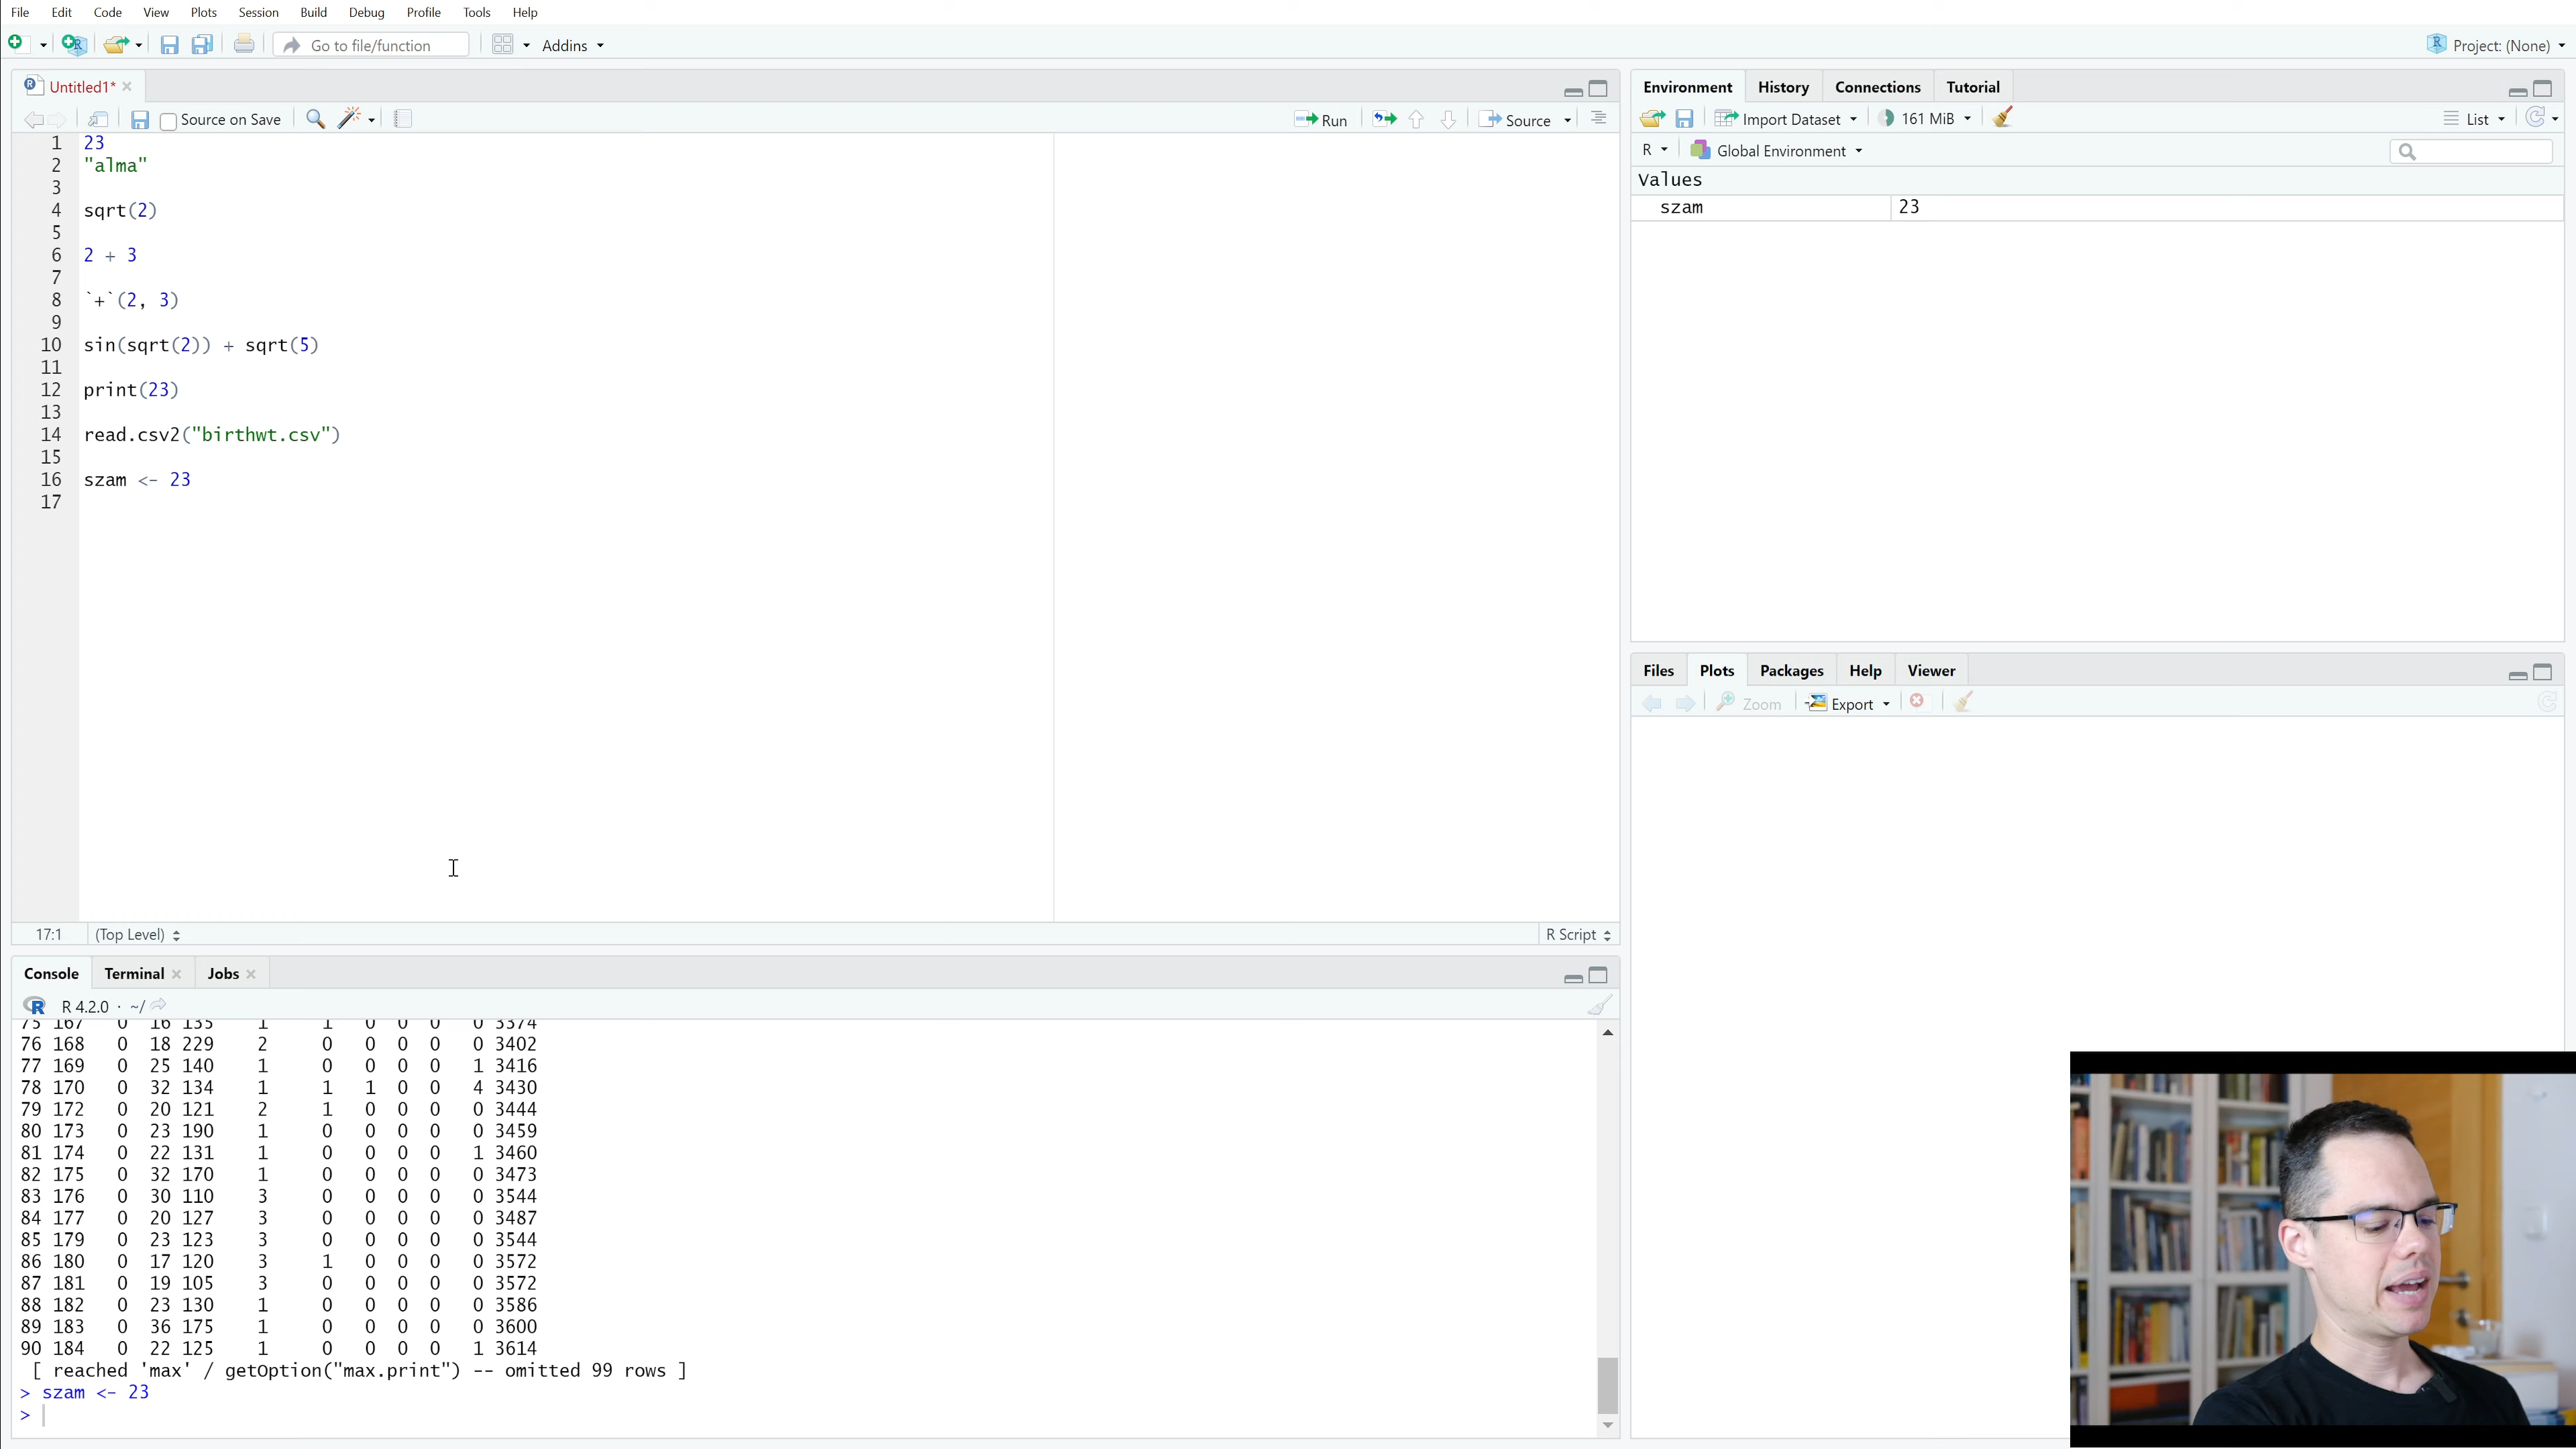 File Edit Code View Plots Session Build Debug Profile Tools Help
Go to file/function Addins Project: (None)
Untitled1*
Source on Save Run Source
1 23
2 "alma"
3
4 sqrt(2)
5
6 2 + 3
7
8 `+`(2, 3)
9
10 sin(sqrt(2)) + sqrt(5)
11
12 print(23)
13
14 read.csv2("birthwt.csv")
15
16 szam <- 23
17
17:1 (Top Level) R Script
Console Terminal Jobs
R 4.2.0 · ~/
75 167 0 16 135 1 1 0 0 0 0 3374
76 168 0 18 229 2 0 0 0 0 0 3402
77 169 0 25 140 1 0 0 0 0 1 3416
78 170 0 32 134 1 1 1 0 0 4 3430
79 172 0 20 121 2 1 0 0 0 0 3444
80 173 0 23 190 1 0 0 0 0 0 3459
81 174 0 22 131 1 0 0 0 0 1 3460
82 175 0 32 170 1 0 0 0 0 0 3473
83 176 0 30 110 3 0 0 0 0 0 3544
84 177 0 20 127 3 0 0 0 0 0 3487
85 179 0 23 123 3 0 0 0 0 0 3544
86 180 0 17 120 3 1 0 0 0 0 3572
87 181 0 19 105 3 0 0 0 0 0 3572
88 182 0 23 130 1 0 0 0 0 0 3586
89 183 0 36 175 1 0 0 0 0 0 3600
90 184 0 22 125 1 0 0 0 0 1 3614
[ reached 'max' / getOption("max.print") -- omitted 99 rows ]
> szam <- 23
>
Environment History Connections Tutorial
Import Dataset 161 MiB List
R Global Environment
Values
szam 23
Files Plots Packages Help Viewer
Zoom Export